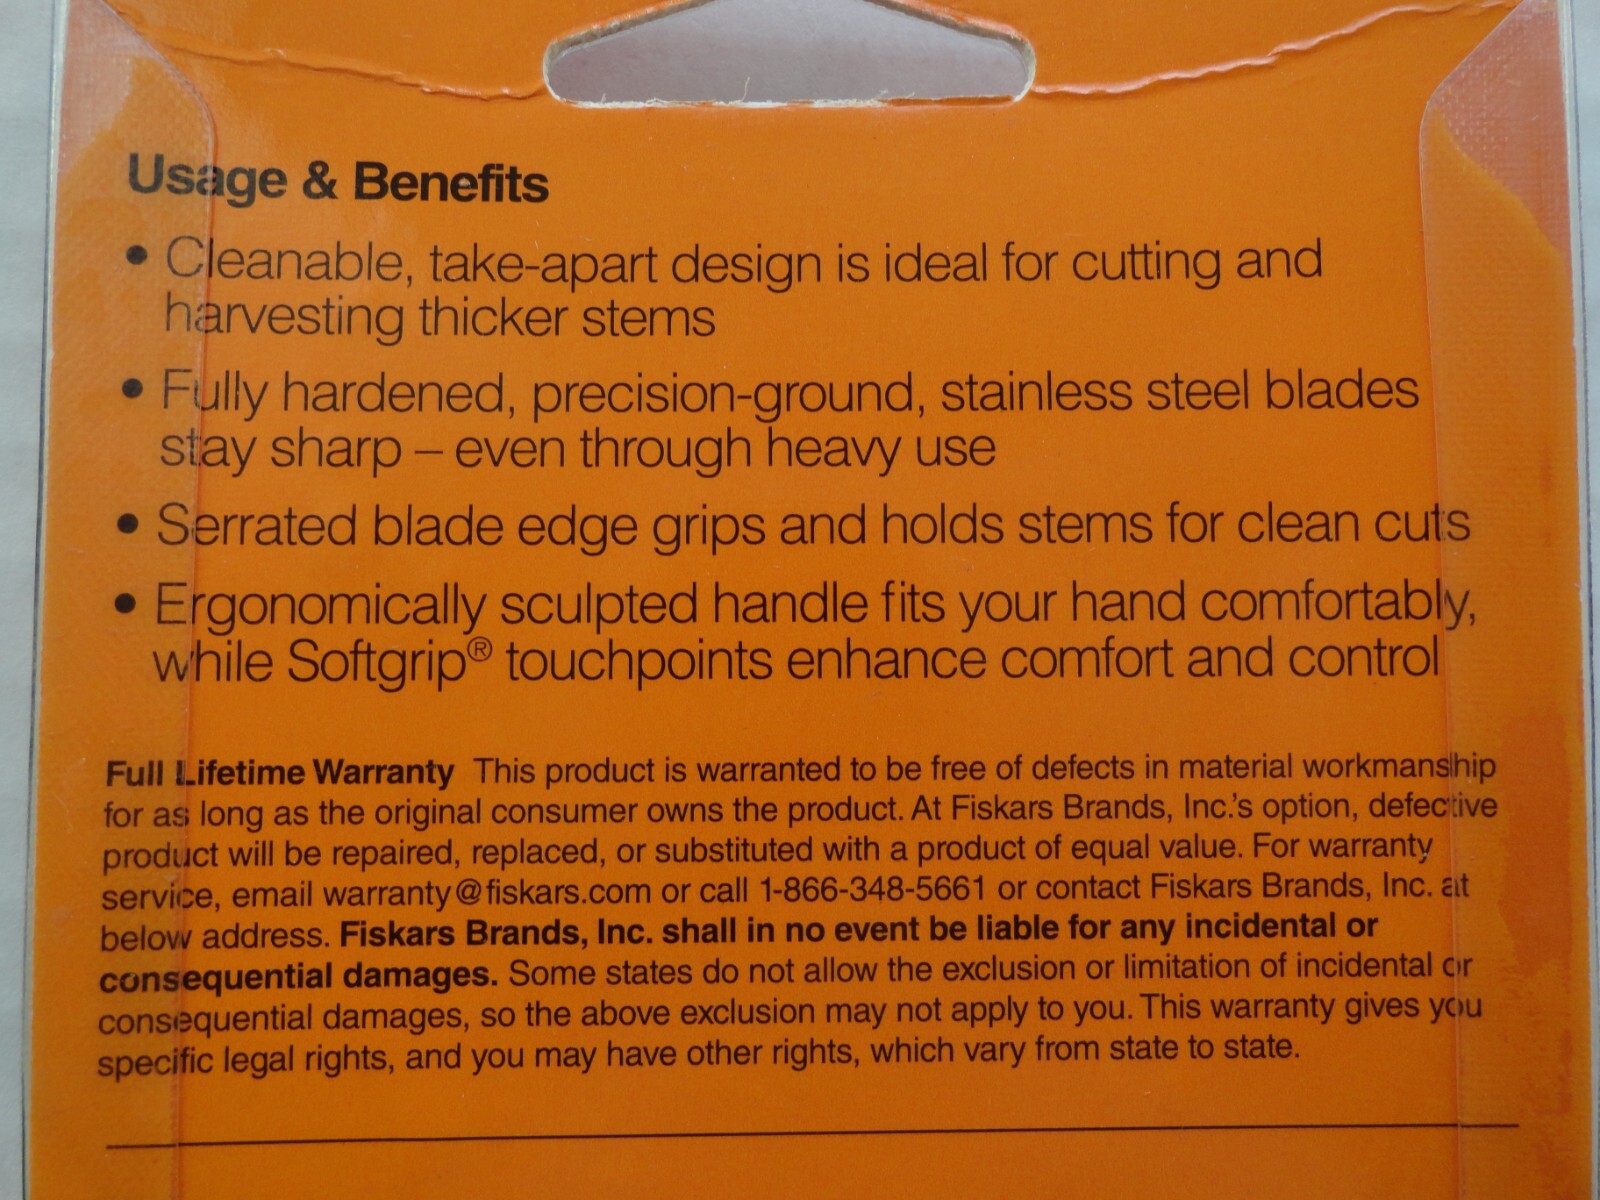 Usage & Benefits
• Cleanable, take-apart design is ideal for cutting and
harvesting thicker stems
• Fully hardened, precision-ground, stainless steel blades
stay sharp – even through heavy use
• Serrated blade edge grips and holds stems for clean cuts
• Ergonomically sculpted handle fits your hand comfortably,
while Softgrip® touchpoints enhance comfort and control
Full Lifetime Warranty This product is warranted to be free of defects in material workmanship
for as long as the original consumer owns the product. At Fiskars Brands, Inc.'s option, defective
product will be repaired, replaced, or substituted with a product of equal value. For warranty
service, email warranty@fiskars.com or call 1-866-348-5661 or contact Fiskars Brands, Inc. at
below address. Fiskars Brands, Inc. shall in no event be liable for any incidental or
consequential damages. Some states do not allow the exclusion or limitation of incidental or
consequential damages, so the above exclusion may not apply to you. This warranty gives you
specific legal rights, and you may have other rights, which vary from state to state.